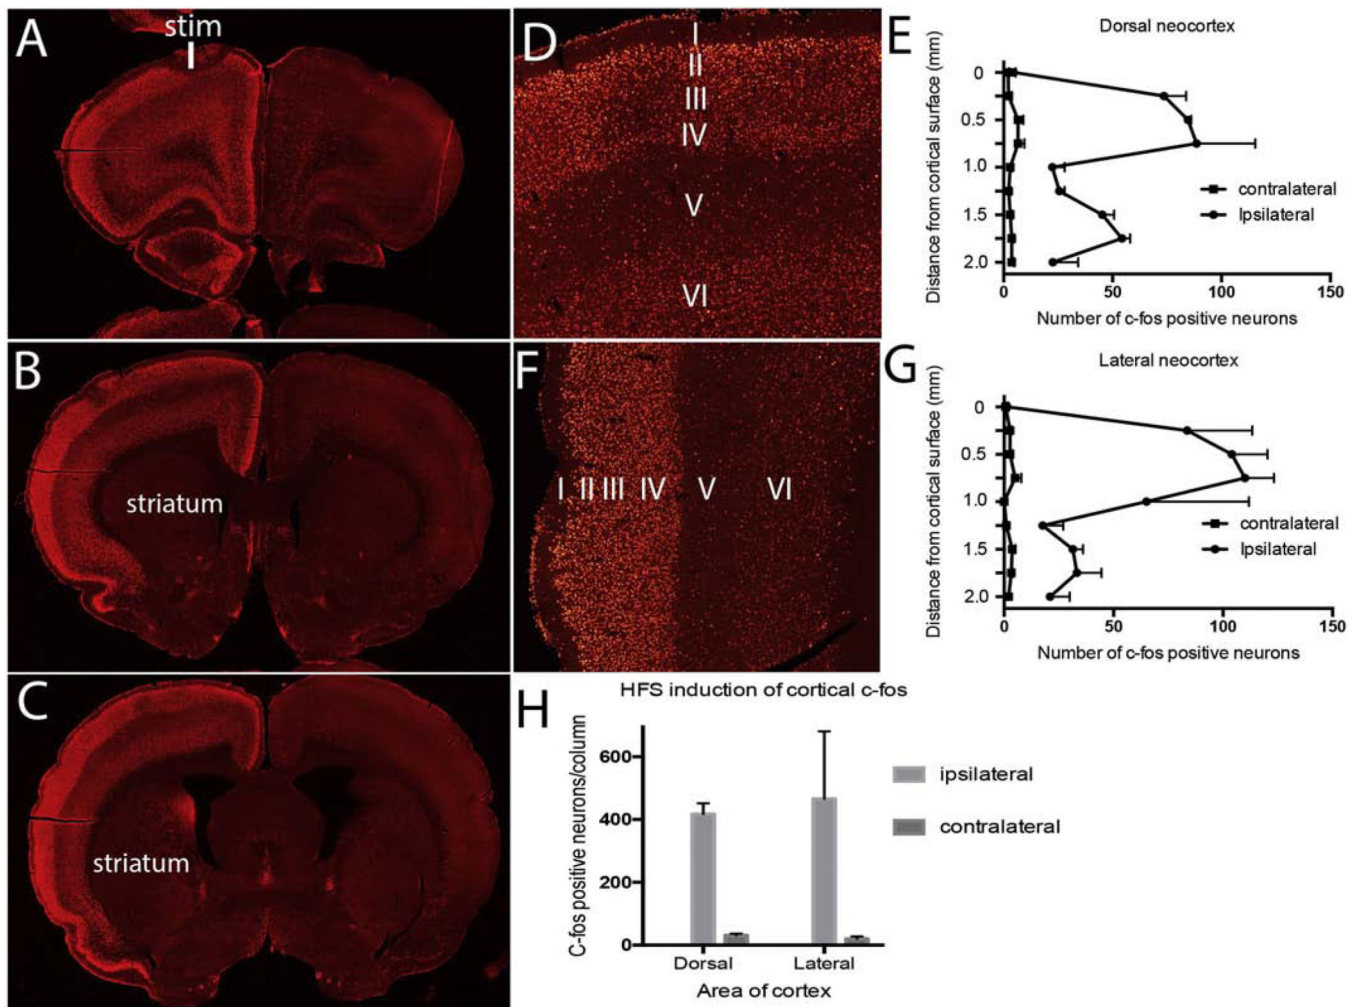 A
stim
B
striatum
C
striatum
D
I
II
III
IV
V
VI
F
I II III IV V VI
E
Dorsal neocortex
Distance from cortical surface (mm)
0
0.5
1.0
1.5
2.0
contralateral
Ipsilateral
0 50 100 150
Number of c-fos positive neurons
G
Lateral neocortex
Distance from cortical surface (mm)
0
0.5
1.0
1.5
2.0
contralateral
Ipsilateral
0 50 100 150
Number of c-fos positive neurons
H
HFS induction of cortical c-fos
C-fos positive neurons/column
600
400
200
0
Dorsal Lateral
Area of cortex
ipsilateral
contralateral